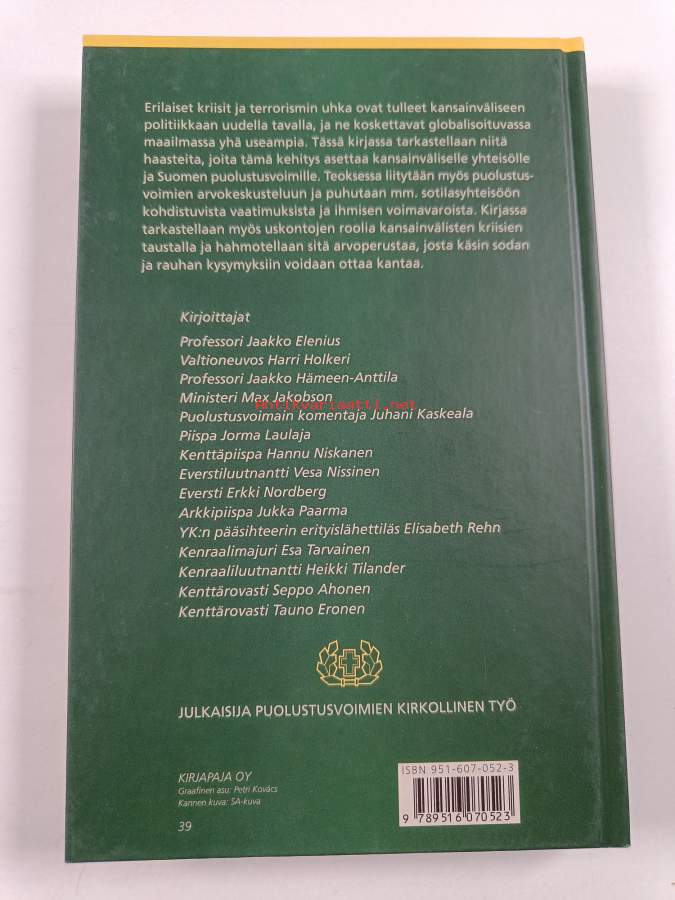 Erilaiset kriisit ja terrorismin uhka ovat tulleet kansainväliseen
politiikkaan uudella tavalla, ja ne koskettavat globalisoituvassa
maailmassa yhä useampia. Tässä kirjassa tarkastellaan niitä
haasteita, joita tämä kehitys asettaa kansainväliselle yhteisölle
ja Suomen puolustusvoimille. Teoksessa liitytään myös puolustus-
voimien arvokeskusteluun ja puhutaan mm. sotilasyhteisöön
kohdistuvista vaatimuksista ja ihmisen voimavaroista. Kirjassa
tarkastellaan myös uskontojen roolia kansainvälisten kriisien
taustalla ja hahmotellaan sitä arvoperustaa, josta käsin sodan
ja rauhan kysymyksiin voidaan ottaa kantaa.
Kirjoittajat
Professori Jaakko Elenius
Valtioneuvos Harri Holkeri
Professori Jaakko Hämeen-Anttila
Ministeri Max Jakobson
Antikvariaatti.net
Puolustusvoimain komentaja Juhani Kaskeala
Piispa Jorma Laulaja
Kenttäpiispa Hannu Niskanen
Everstiluutnantti Vesa Nissinen
Eversti Erkki Nordberg
Arkkipiispa Jukka Paarma
YK:n pääsihteerin erityislähettiläs Elisabeth Rehn
Kenraalimajuri Esa Tarvainen
Kenraaliluutnantti Heikki Tilander
Kenttärovasti Seppo Ahonen
Kenttärovasti Tauno Eronen
JULKAISIJA PUOLUSTUSVOIMIEN KIRKOLLINEN TYÖ
KIRJAPAJA OY
Graafinen asu: Petri Kovács
Kannen kuva: SA-kuva
39
ISBN 951-607-052-3
9 789516 070523